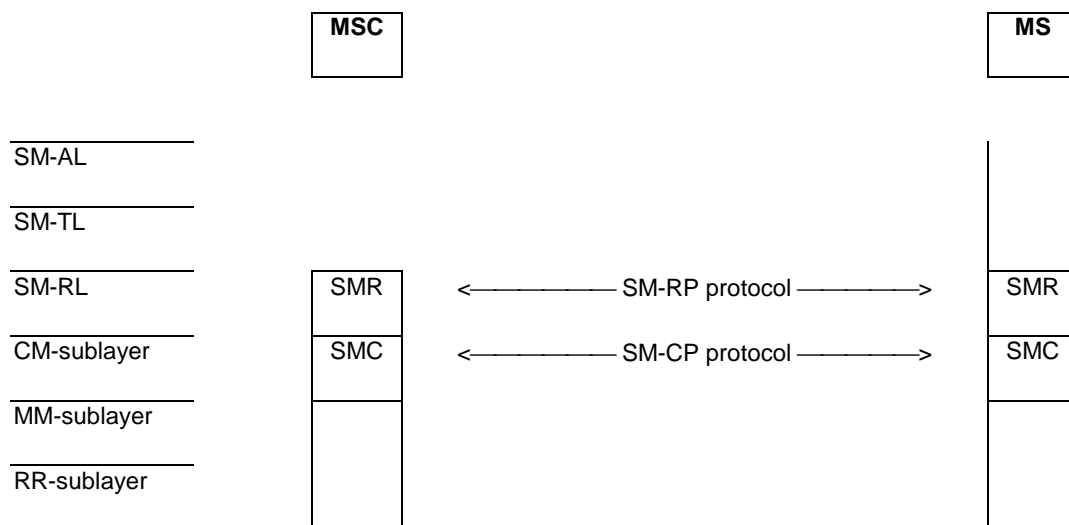 MSC MS
SM-AL
SM-TL
SM-RL SMR <—————— SM-RP protocol ——————> SMR
CM-sublayer SMC <—————— SM-CP protocol ——————> SMC
MM-sublayer
RR-sublayer